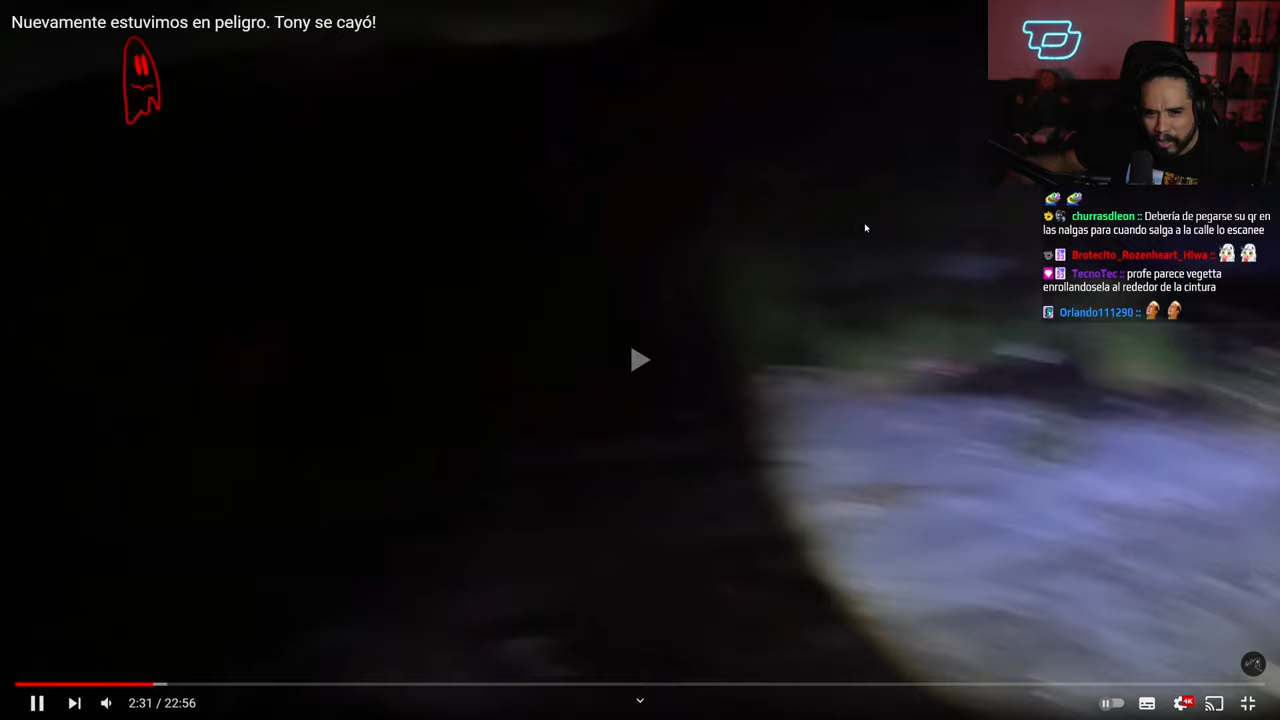 Nuevamente estuvimos en peligro. Tony se cayó!
churrasdleon :: Debería de pegarse su qr en
las nalgas para cuando salga a la calle lo escanee
Brotecito_Rozenheart_Hiwa ::
TecnoTec :: profe parece vegetta
enrollandosela al rededor de la cintura
Orlando111290 ::
2:31 / 22:56
4K